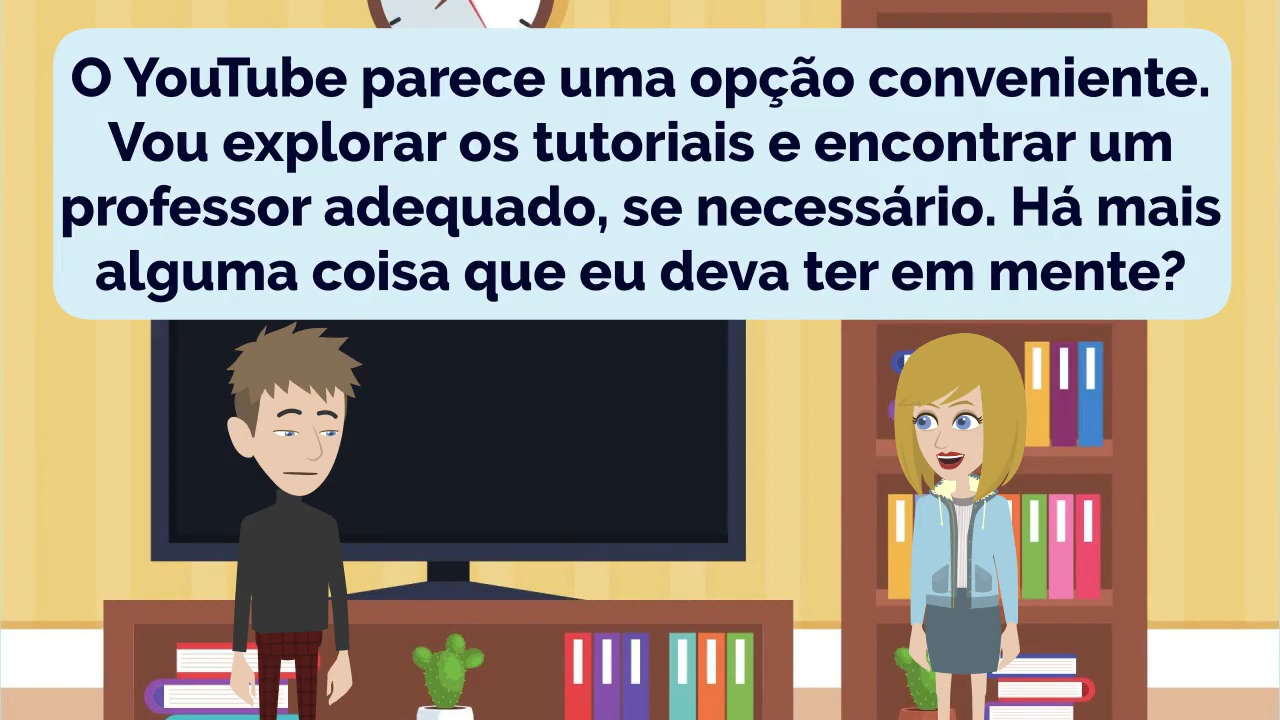 O YouTube parece uma opção conveniente.
Vou explorar os tutoriais e encontrar um
professor adequado, se necessário. Há mais
alguma coisa que eu deva ter em mente?